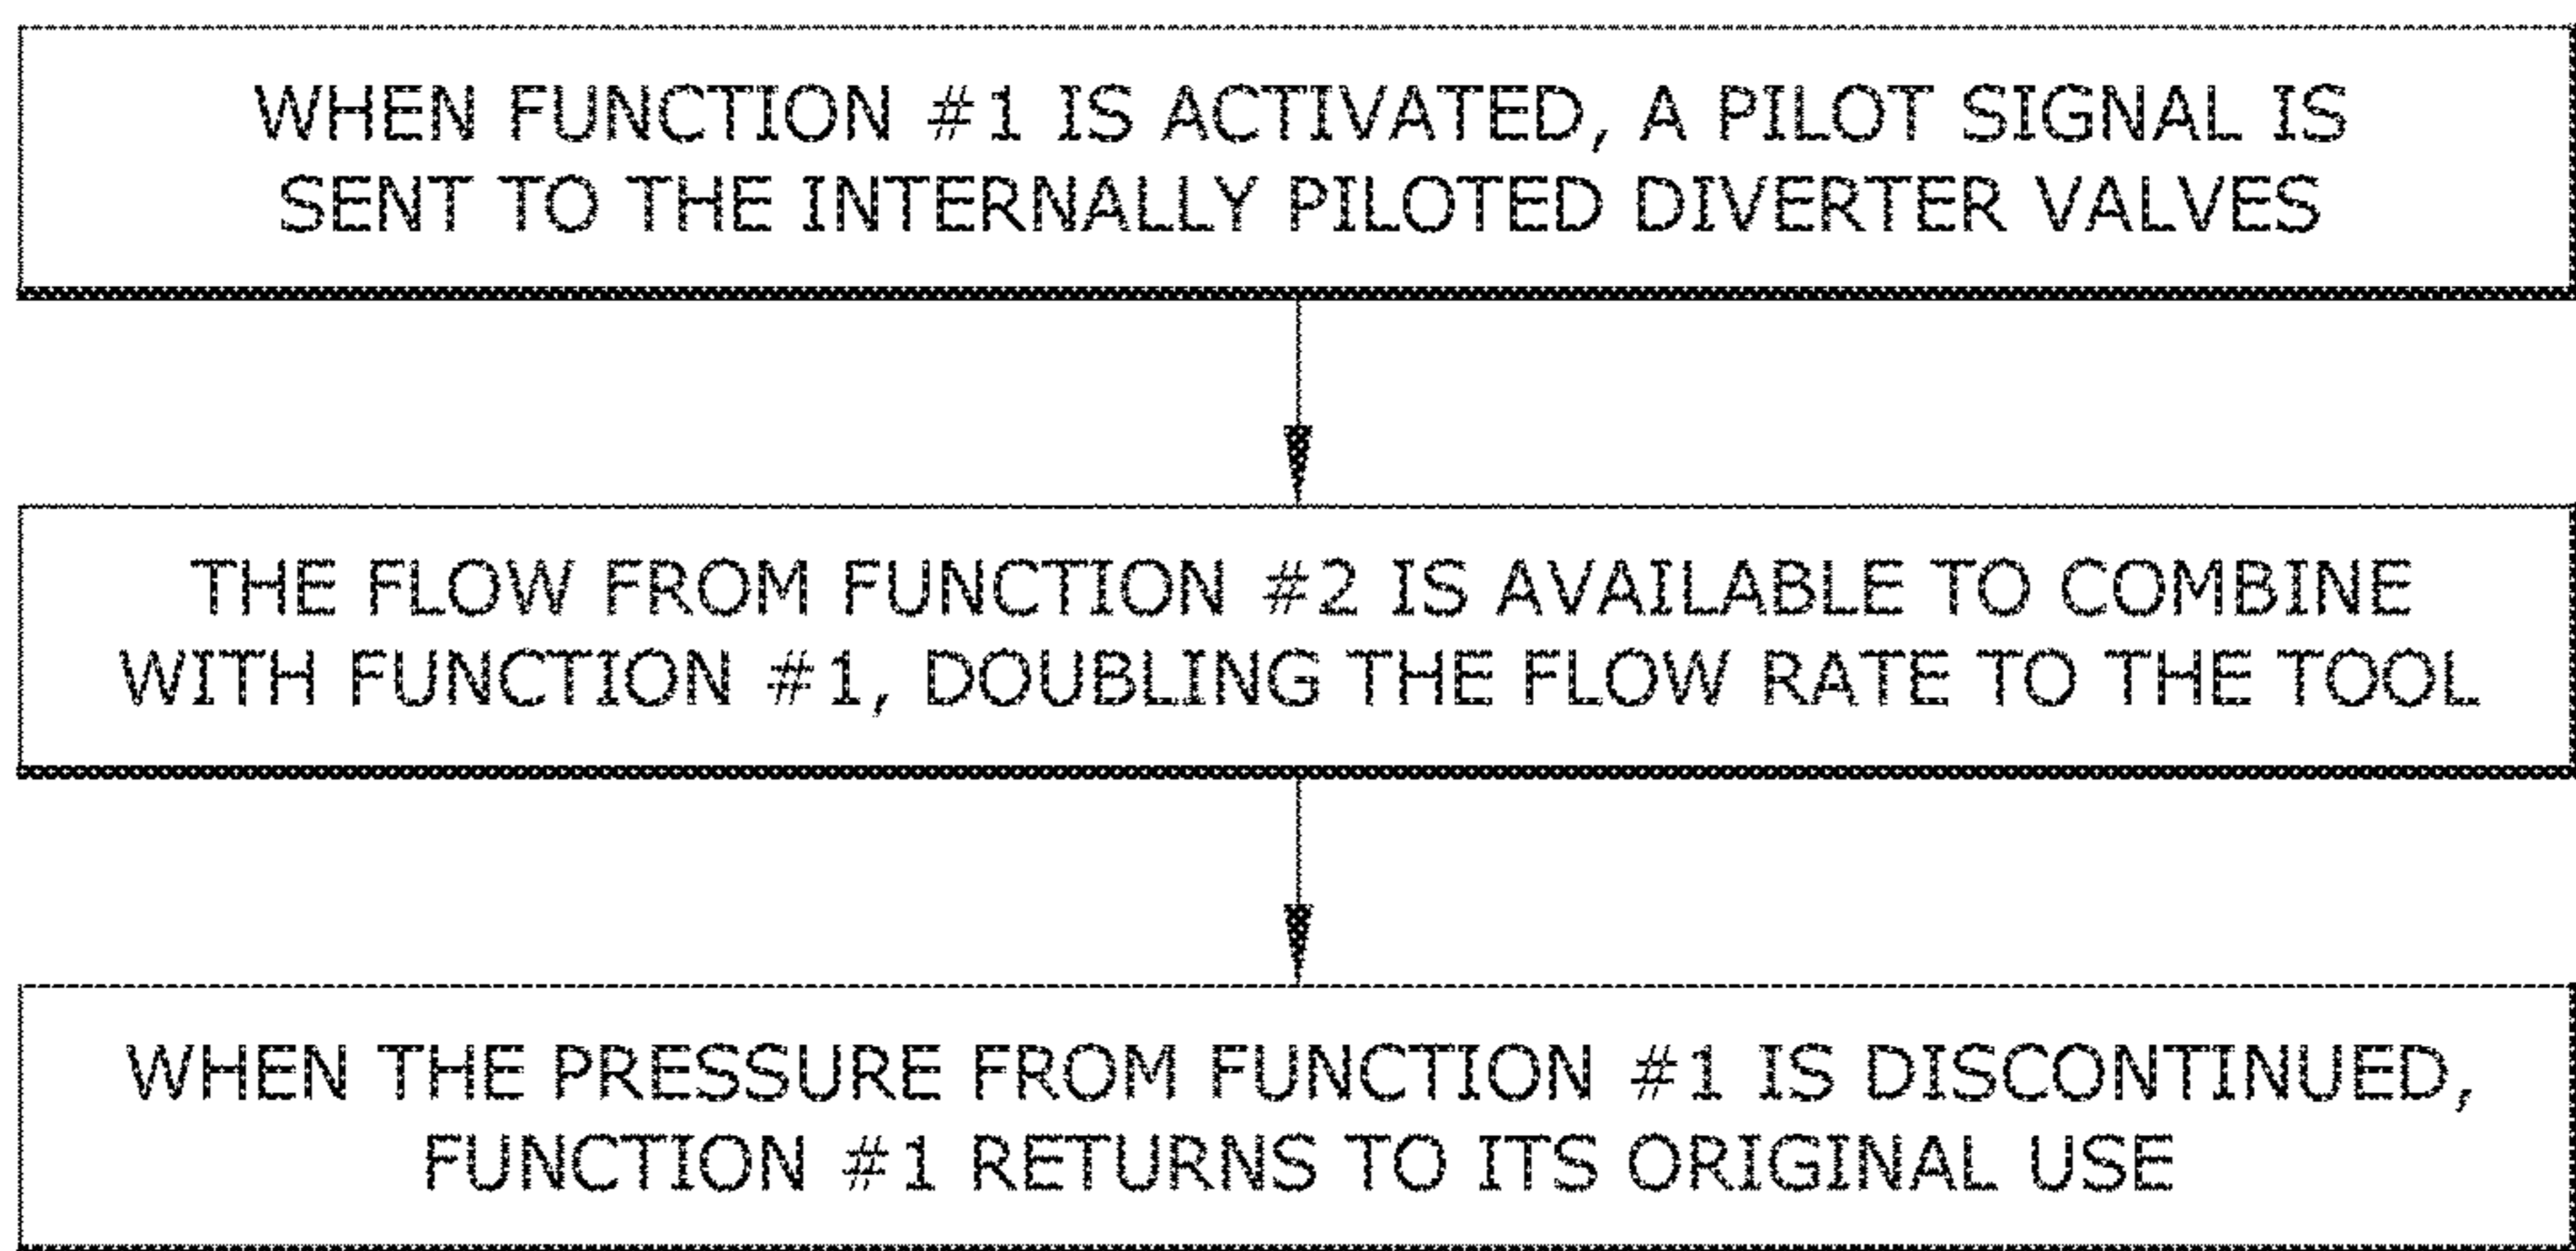 WHEN FUNCTION #1 IS ACTIVATED, A PILOT SIGNAL IS
SENT TO THE INTERNALLY PILOTED DIVERTER VALVES
THE FLOW FROM FUNCTION #2 IS AVAILABLE TO COMBINE
WITH FUNCTION #1, DOUBLING THE FLOW RATE TO THE TOOL
WHEN THE PRESSURE FROM FUNCTION #1 IS DISCONTINUED,
FUNCTION #1 RETURNS TO ITS ORIGINAL USE